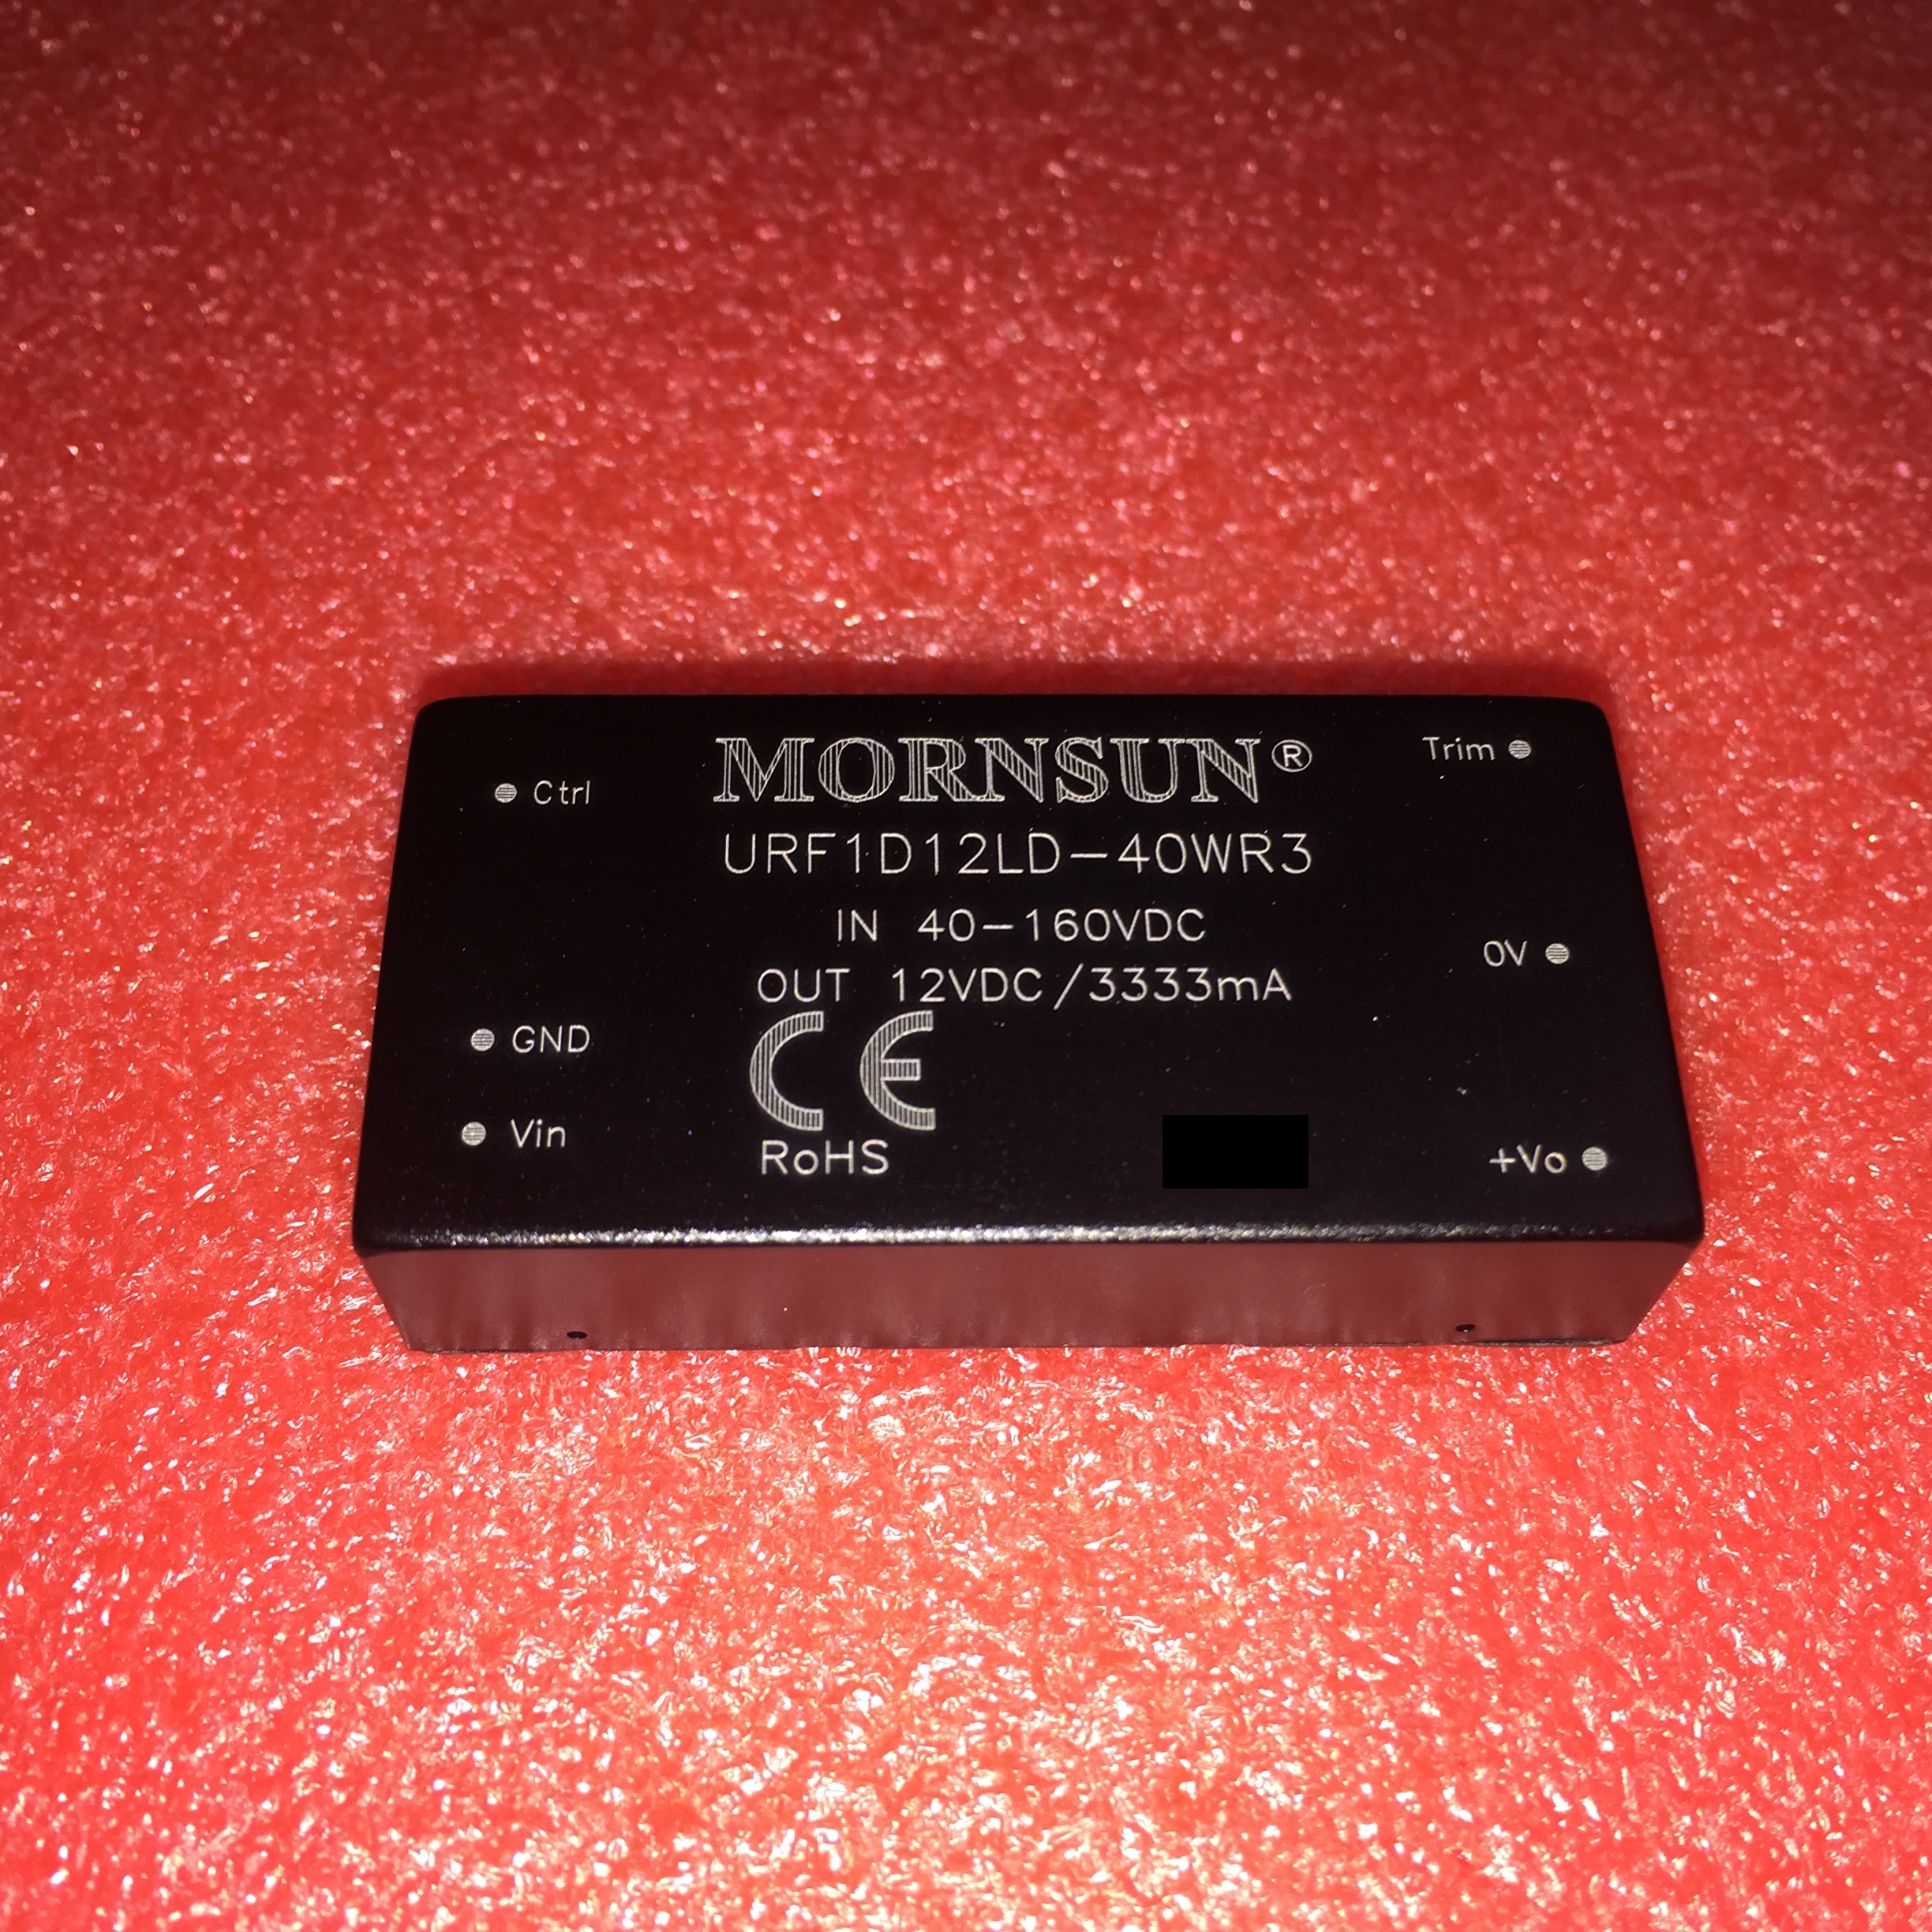 MORNSUN®
URF1D12LD-40WR3
IN 40-160VDC
OUT 12VDC/3333mA
CE
RoHS
Ctrl
GND
Vin
Trim
0V
+Vo